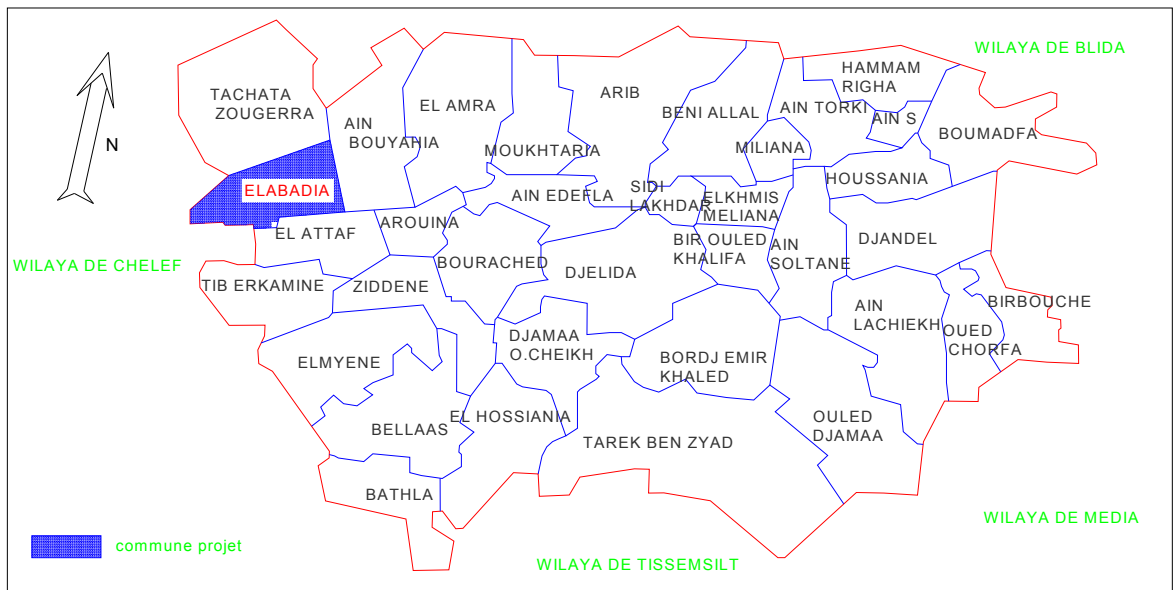 WILAYA DE BLIDA
HAMMAM
RIGHA
TACHATA
ZOUGERRA
EL AMRA
ARIB
BENI ALLAL
AIN TORKI
AIN S
BOUMADFA
AIN
BOUYAHIA
N
MOUKHTARIA
MILIANA
HOUSSANIA
ELABADIA
AIN EDEFLA
SIDI
LAKHDAR
ELKHMIS
MELIANA
EL ATTAF
AROUINA
BIR OULED
KHALIFA
AIN
SOLTANE
DJANDEL
WILAYA DE CHELEF
BOURACHED
DJELIDA
TIB ERKAMINE
ZIDDENE
BIRBOUCHE
AIN
LACHIEKH
OUED
CHORFA
DJAMAA
O.CHEIKH
ELMYENE
BORDJ EMIR
KHALED
EL HOSSIANIA
OULED
DJAMAA
BELLAAS
TAREK BEN ZYAD
BATHLA
WILAYA DE MEDIA
commune projet
WILAYA DE TISSEMSILT